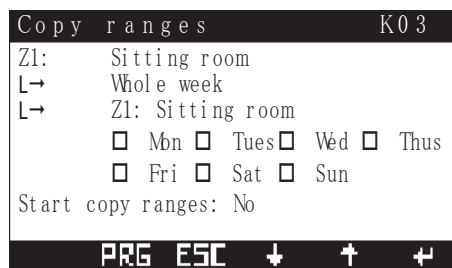 Copy ranges K03
Z1: Sitting room
L→ Whole week
L→ Z1: Sitting room
☐ Mon ☐ Tues ☐ Wed ☐ Thus
☐ Fri ☐ Sat ☐ Sun
Start copy ranges: No
PRG ESC ↓ ↑ ↵